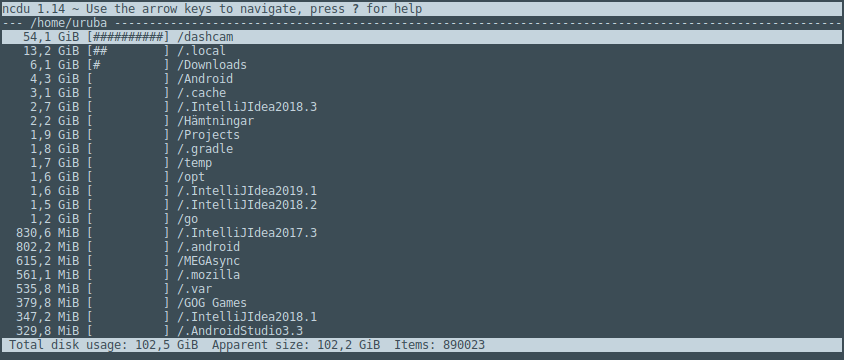 ncdu 1.14 ~ Use the arrow keys to navigate, press ? for help
--- /home/uruba ---
54,1 GiB [##########] /dashcam
13,2 GiB [##        ] /.local
6,1 GiB [#         ] /Downloads
4,3 GiB [          ] /Android
3,1 GiB [          ] /.cache
2,7 GiB [          ] /.IntelliJIdea2018.3
2,2 GiB [          ] /Hämtningar
1,9 GiB [          ] /Projects
1,8 GiB [          ] /.gradle
1,7 GiB [          ] /temp
1,6 GiB [          ] /opt
1,6 GiB [          ] /.IntelliJIdea2019.1
1,5 GiB [          ] /.IntelliJIdea2018.2
1,2 GiB [          ] /go
830,6 MiB [          ] /.IntelliJIdea2017.3
802,2 MiB [          ] /.android
615,2 MiB [          ] /MEGAsync
561,1 MiB [          ] /.mozilla
535,8 MiB [          ] /.var
379,8 MiB [          ] /GOG Games
347,2 MiB [          ] /.IntelliJIdea2018.1
329,8 MiB [          ] /.AndroidStudio3.3
Total disk usage: 102,5 GiB  Apparent size: 102,2 GiB  Items: 890023